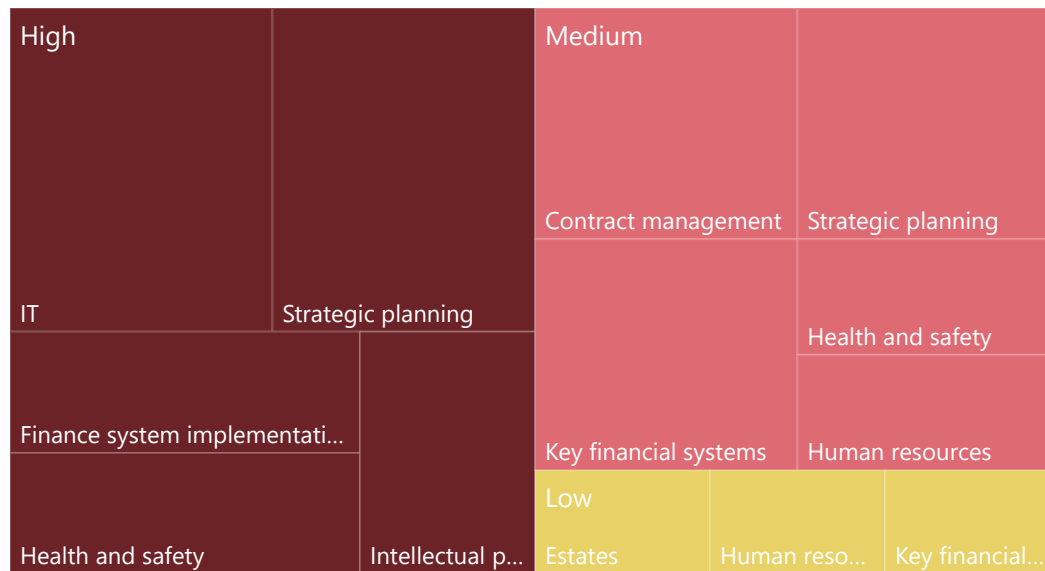 High
IT
Strategic planning
Finance system implementati...
Health and safety
Intellectual p...
Medium
Contract management
Strategic planning
Key financial systems
Health and safety
Human resources
Low
Estates
Human reso...
Key financial...